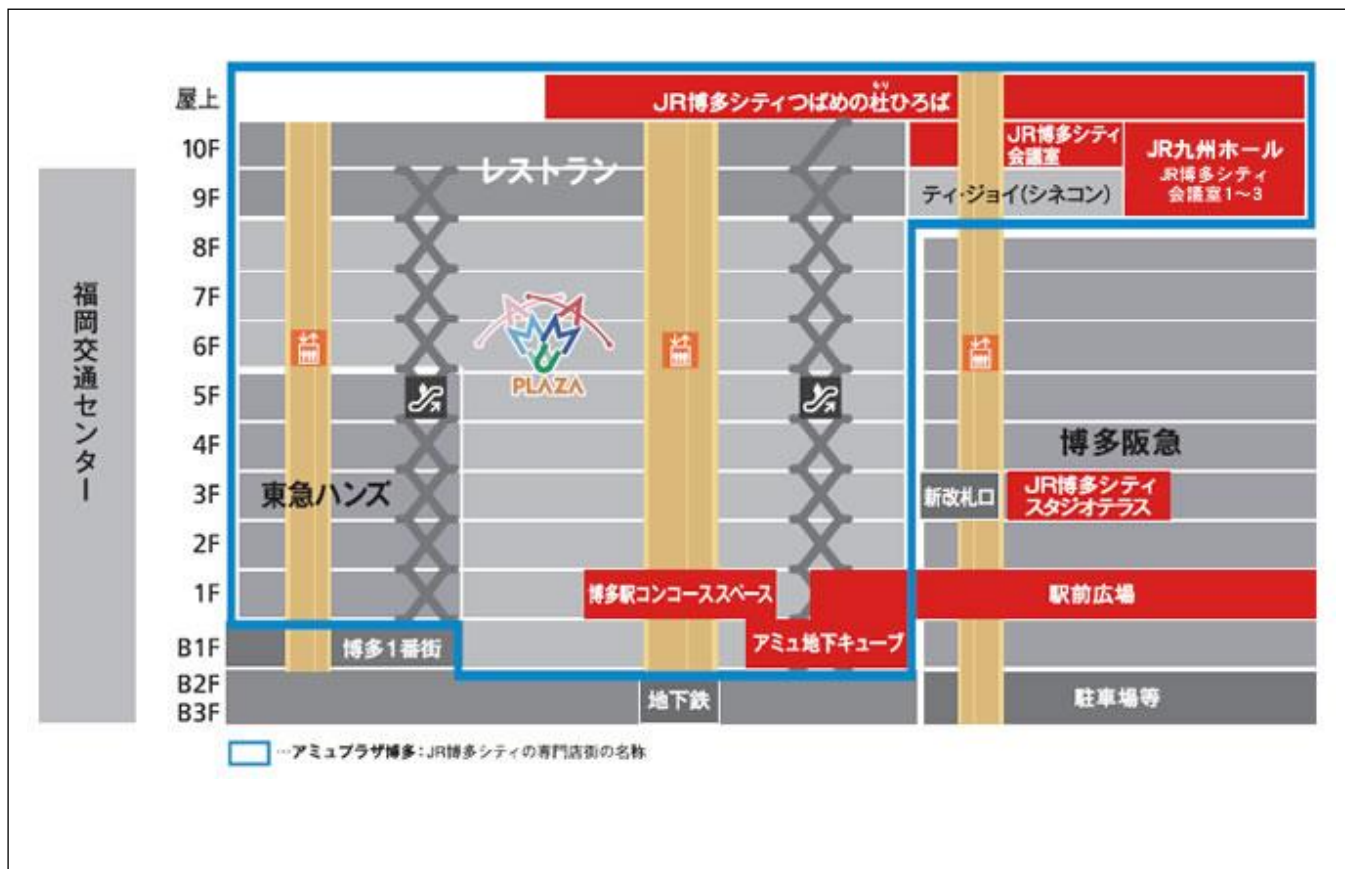 屋上
JR博多シティつばめの杜ひろば
もり
10F
レストラン
JR博多シティ
会議室
JR九州ホール
JR博多シティ
会議室1〜3
9F
ティ・ジョイ(シネコン)
8F
7F
6F
5F
4F
3F
2F
1F
B1F
B2F
B3F
福岡交通センター
AMU
PLAZA
東急ハンズ
博多阪急
新改札口
JR博多シティ
スタジオテラス
博多駅コンコーススペース
駅前広場
博多1番街
アミュ地下キューブ
地下鉄
駐車場等
…アミュプラザ博多：JR博多シティの専門店街の名称